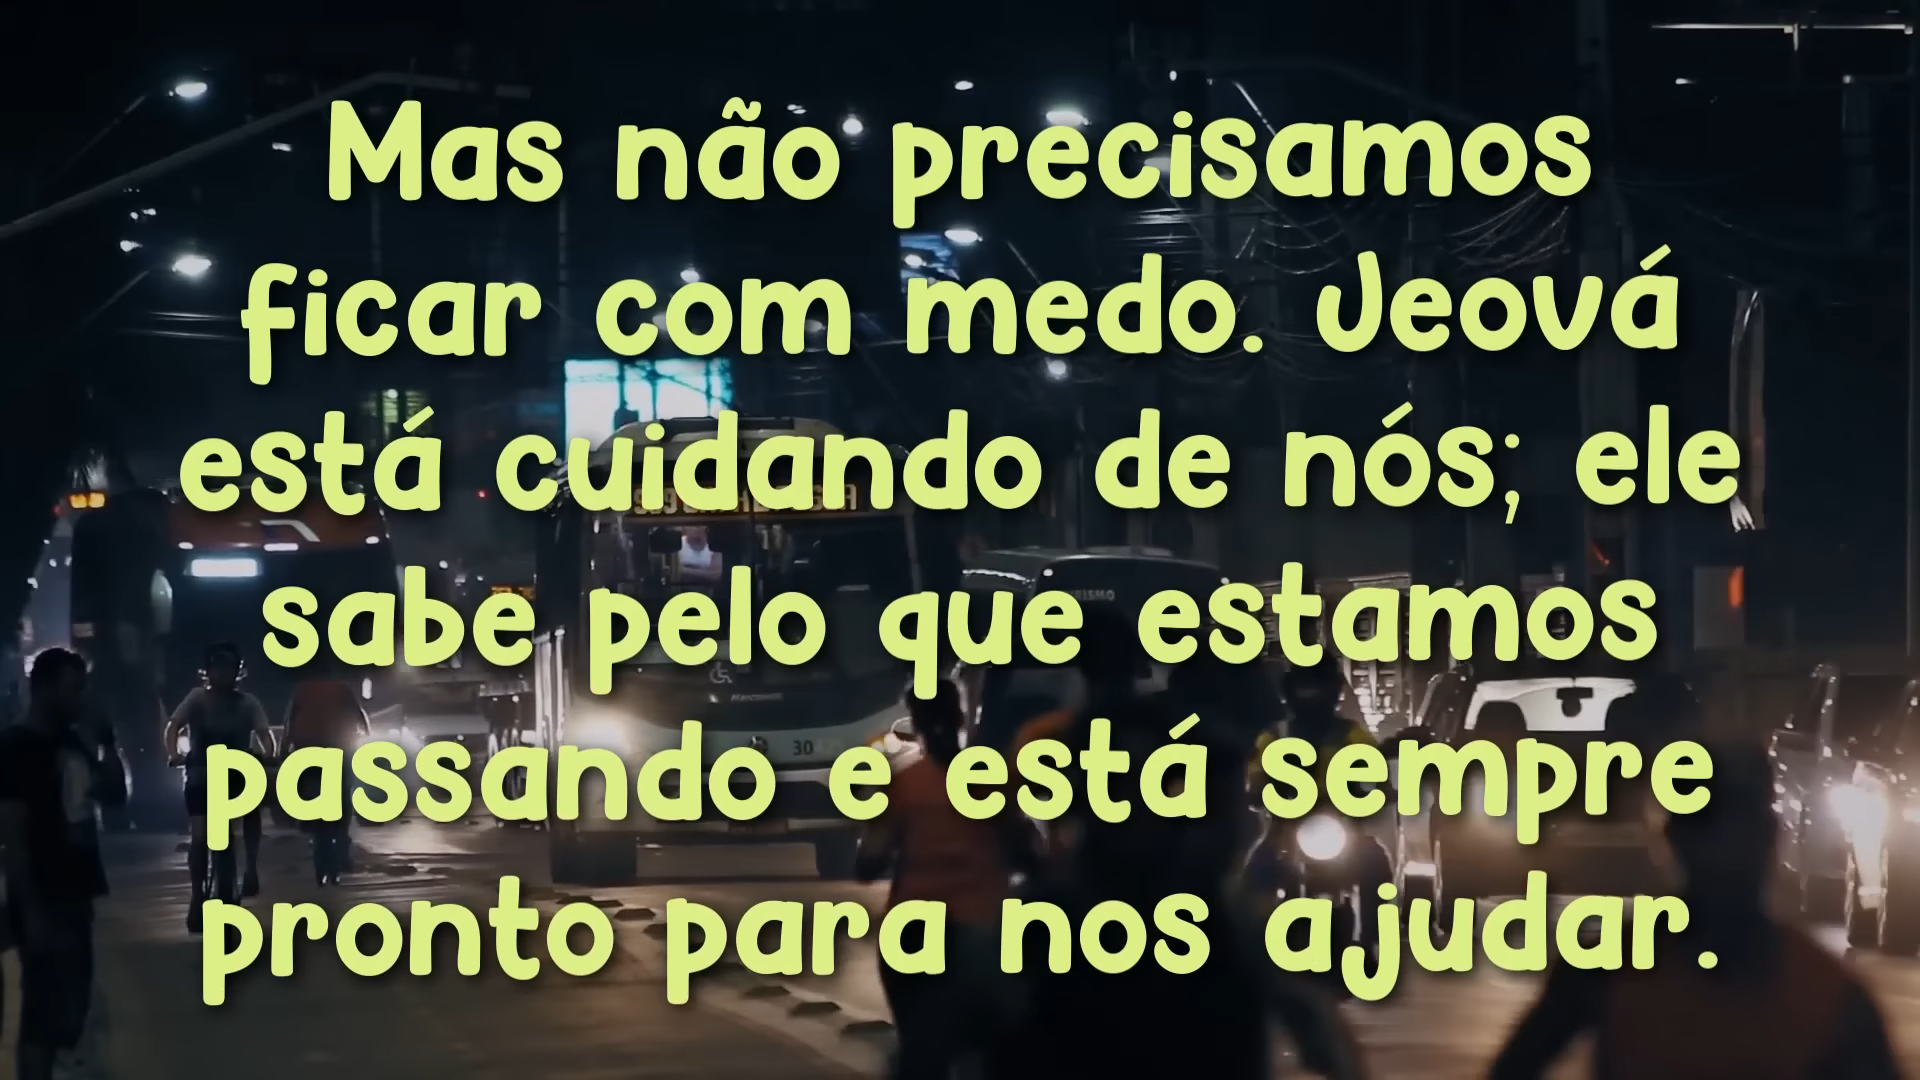 Mas não precisamos
ficar com medo. Jeová
está cuidando de nós; ele
sabe pelo que estamos
passando e está sempre
pronto para nos ajudar.
30